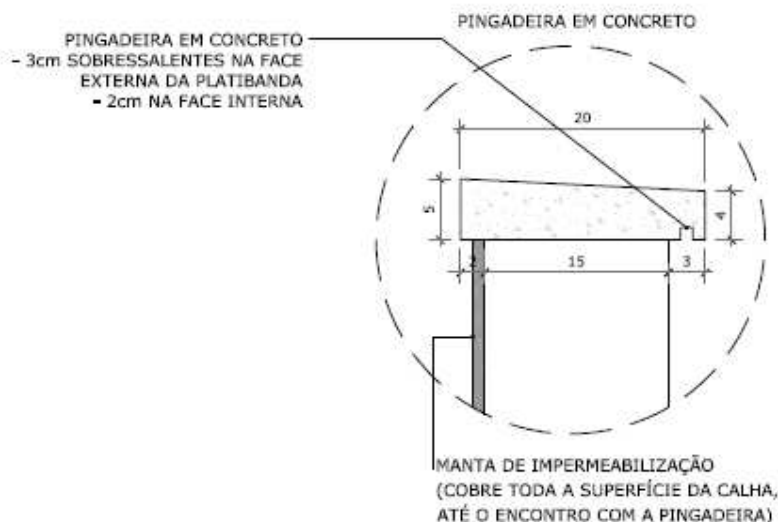 PINGADEIRA EM CONCRETO
PINGADEIRA EM CONCRETO
- 3cm SOBRESSALENTES NA FACE
EXTERNA DA PLATIBANDA
- 2cm NA FACE INTERNA
20
5
4
2
15
3
MANTA DE IMPERMEABILIZAÇÃO
(COBRE TODA A SUPERFÍCIE DA CALHA,
ATÉ O ENCONTRO COM A PINGADEIRA)